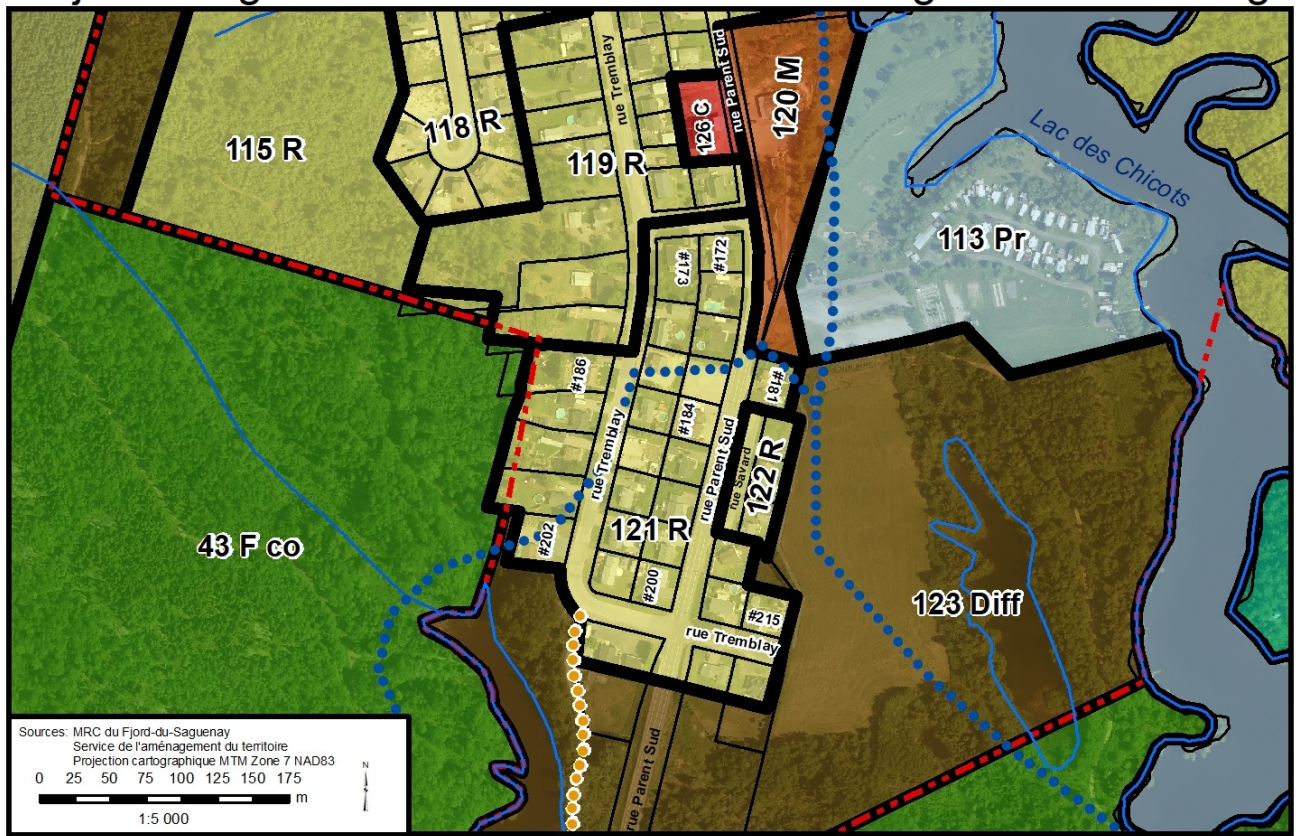 rue Tremblay
rue Parent Sud
120 M
126 C
118 R
115 R
119 R
Lac des Chicots
113 Pr
#173
#172
#186
#181
#184
rue Tremblay
rue Parent Sud
rue Savard
122 R
121 R
43 F co
#202
#200
123 Diff
#215
rue Tremblay
rue Parent Sud
Sources: MRC du Fjord-du-Saguenay
Service de l'aménagement du territoire
Projection cartographique MTM Zone 7 NAD83
0 25 50 75 100 125 150 175
m
N
1:5 000